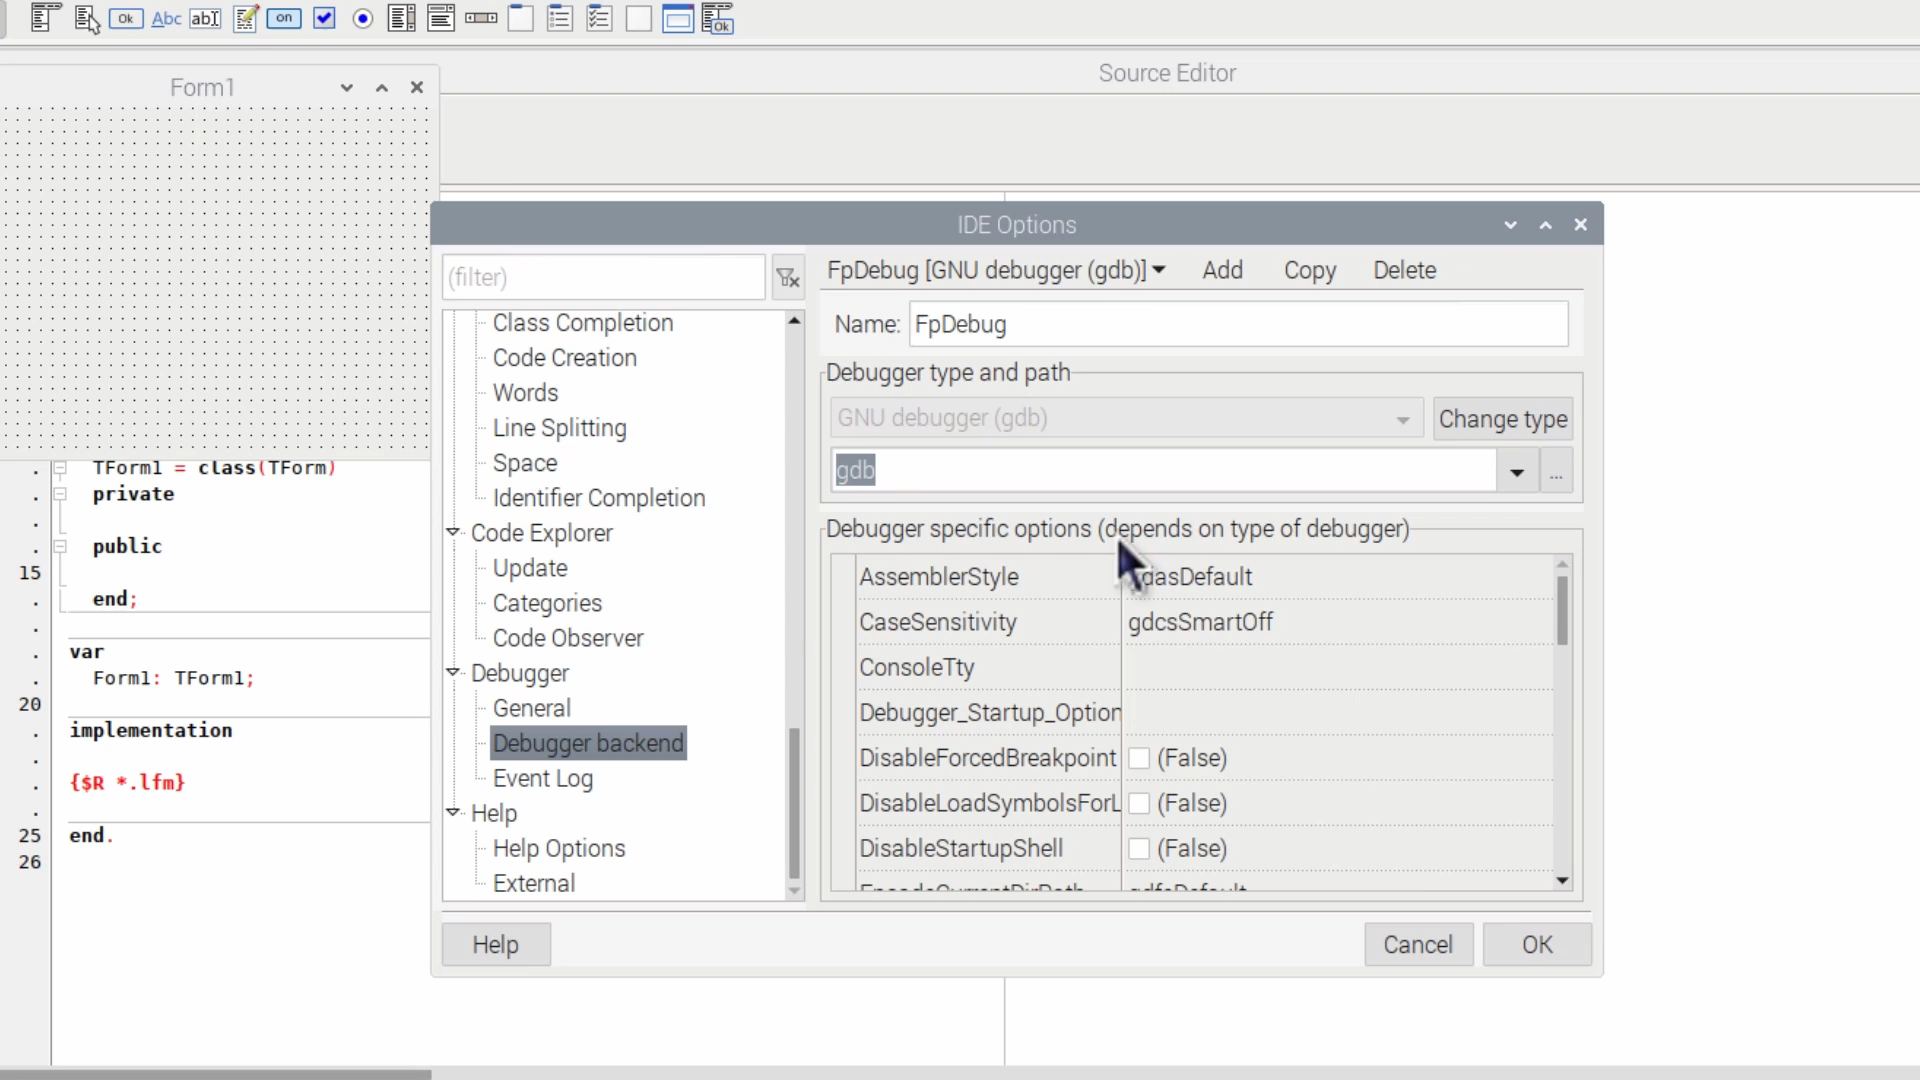 Ok Abc abI on Ok
Source Editor
Form1
TForm1 = class(TForm)
private
public
15
end;
var
Form1: TForm1;
20
implementation
{$R *.lfm}
25 end.
26
IDE Options
(filter)
Class Completion
Code Creation
Words
Line Splitting
Space
Identifier Completion
Code Explorer
Update
Categories
Code Observer
Debugger
General
Debugger backend
Event Log
Help
Help Options
External
FpDebug [GNU debugger (gdb)] Add Copy Delete
Name: FpDebug
Debugger type and path
GNU debugger (gdb) Change type
gdb ...
Debugger specific options (depends on type of debugger)
AssemblerStyle
CaseSensitivity gdcsSmartOff
ConsoleTty
Debugger_Startup_Option
DisableForcedBreakpoint (False)
DisableLoadSymbolsForL (False)
DisableStartupShell (False)
Help Cancel OK